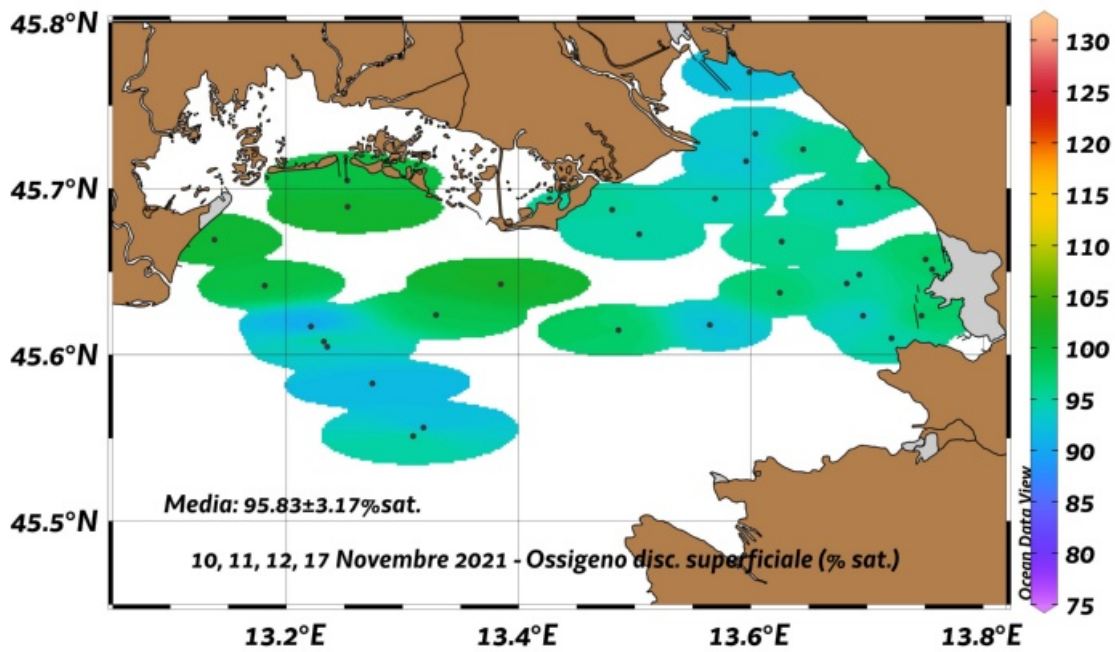 45.8°N
45.7°N
45.6°N
45.5°N
13.2°E
13.4°E
13.6°E
13.8°E
Media: 95.83±3.17%sat.
10, 11, 12, 17 Novembre 2021 - Ossigeno disc. superficiale (% sat.)
Ocean Data View
130
125
120
115
110
105
100
95
90
85
80
75